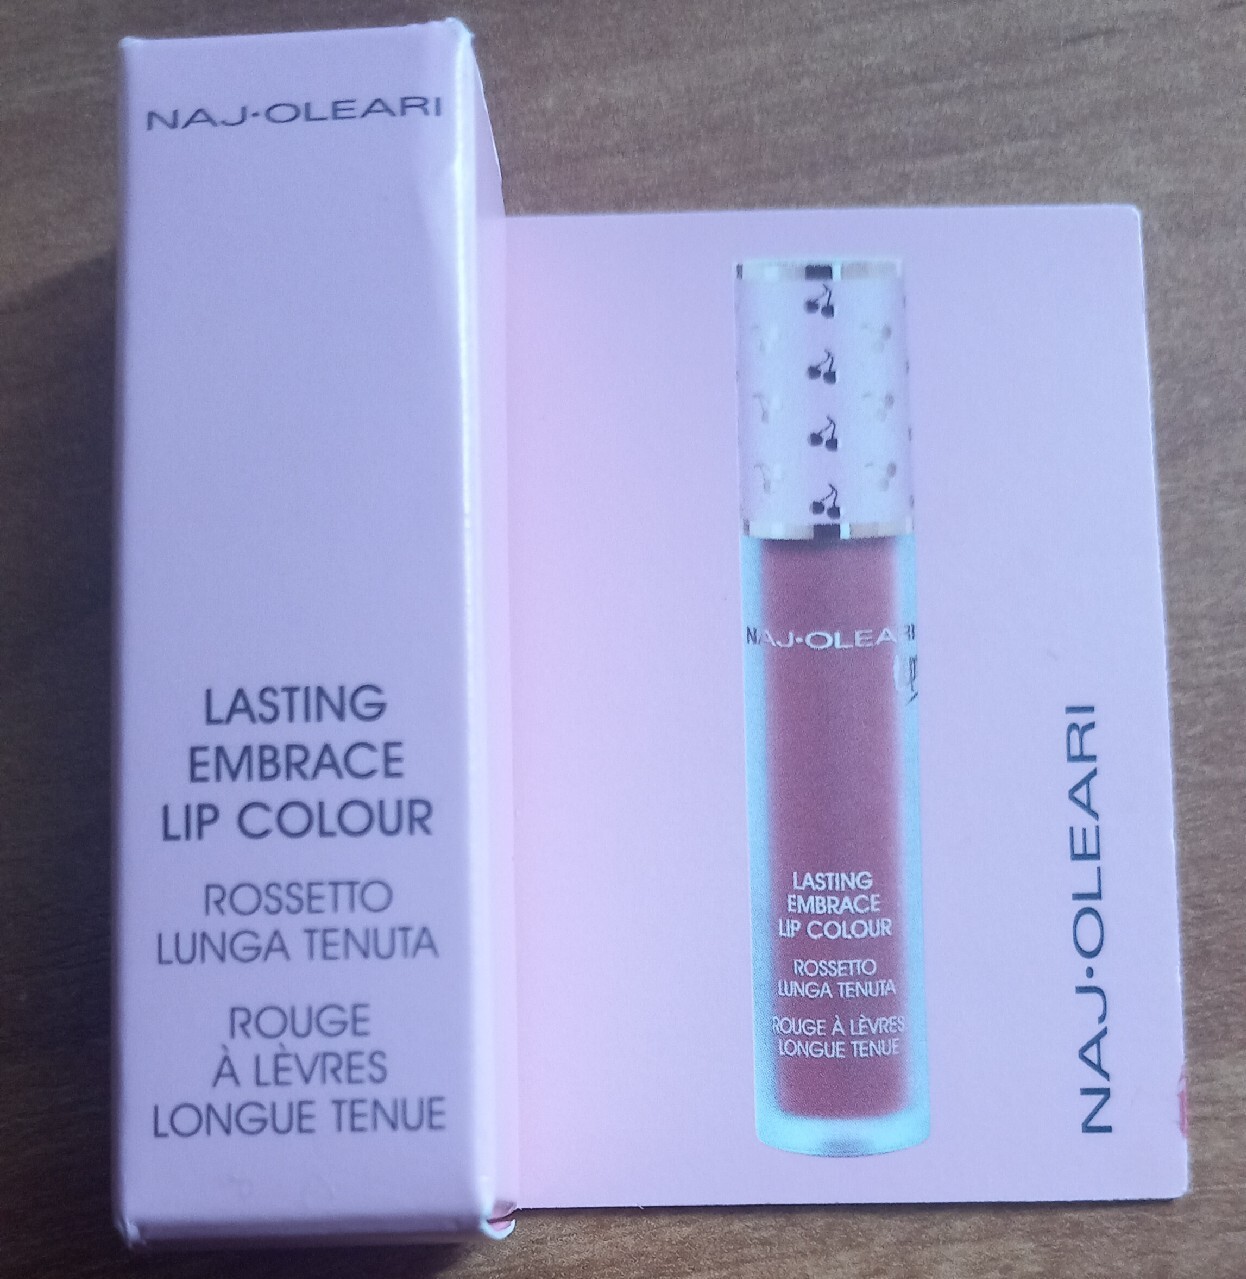 NAJ·OLEARI
LASTING
EMBRACE
LIP COLOUR
ROSSETTO
LUNGA TENUTA
ROUGE
À LÈVRES
LONGUE TENUE
NAJ·OLEARI
LASTING
EMBRACE
LIP COLOUR
ROSSETTO
LUNGA TENUTA
ROUGE À LÈVRES
LONGUE TENUE
NAJ·OLEARI